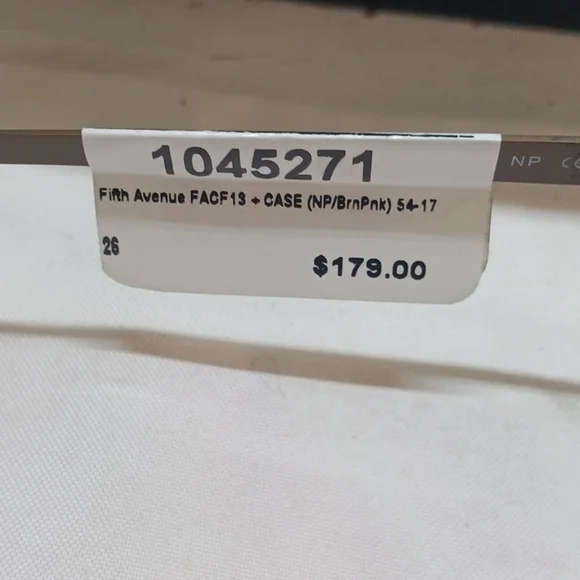 1045271
Fifth Avenue FACF13 + CASE (NP/BrnPnk) 54-17
26
$179.00
NP